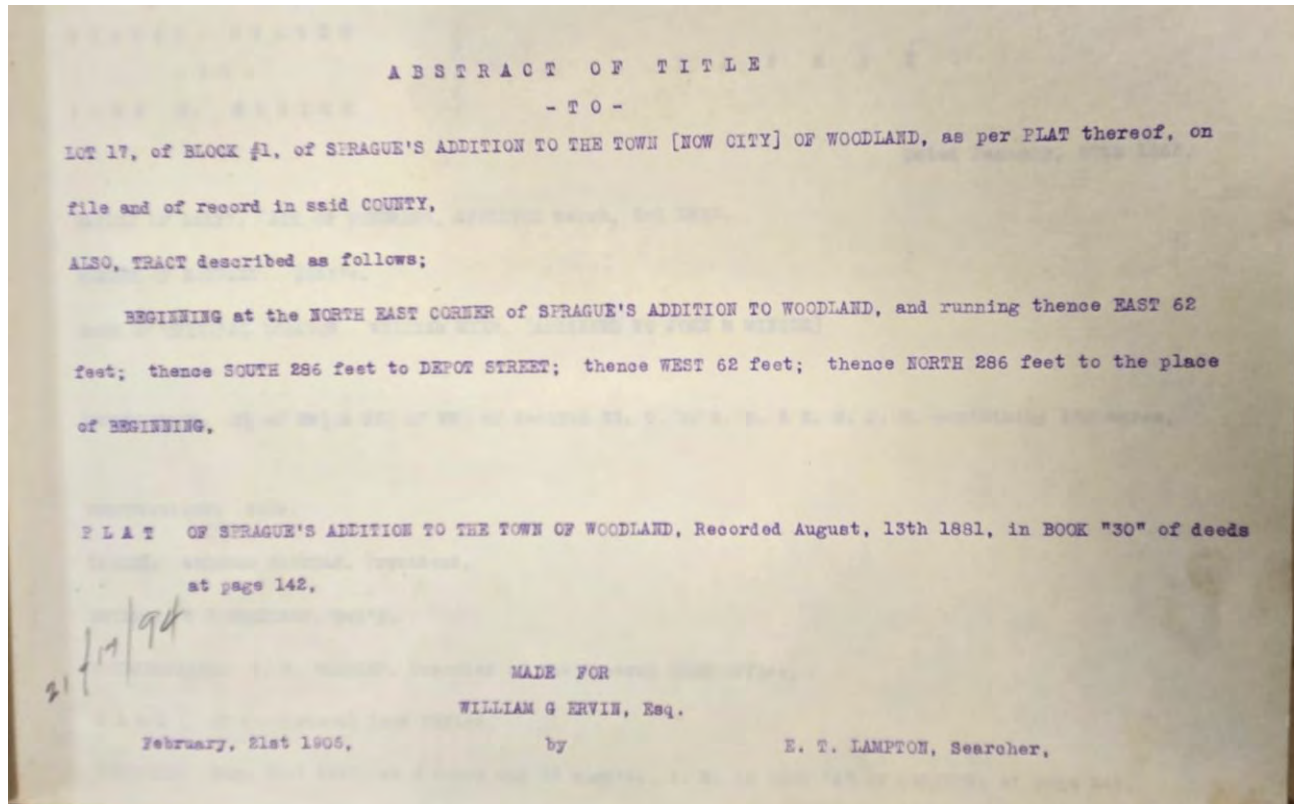 ABSTRACT OF TITLE
-TO-
LOT 17, of BLOCK #1, of SPRAGUE'S ADDITION TO THE TOWN [NOW CITY] OF WOODLAND, as per PLAT thereof, on
file and of record in ssid COUNTY,
ALSO, TRACT described as follows;
BEGINNING at the NORTH EAST CORNER of SPRAGUE'S ADDITION TO WOODLAND, and running thence EAST 62
feet; thence SOUTH 286 feet to DEPOT STREET; thence WEST 62 feet; thence NORTH 286 feet to the place
of BEGINNING,
PLAT OF SPRAGUE'S ADDITION TO THE TOWN OF WOODLAND, Recorded August, 13th 1881, in BOOK "30" of deeds
at page 142,
21/17/94
MADE FOR
WILLIAM G ERVIN, Esq.
February, 21st 1905, by E. T. LAMPTON, Searcher,